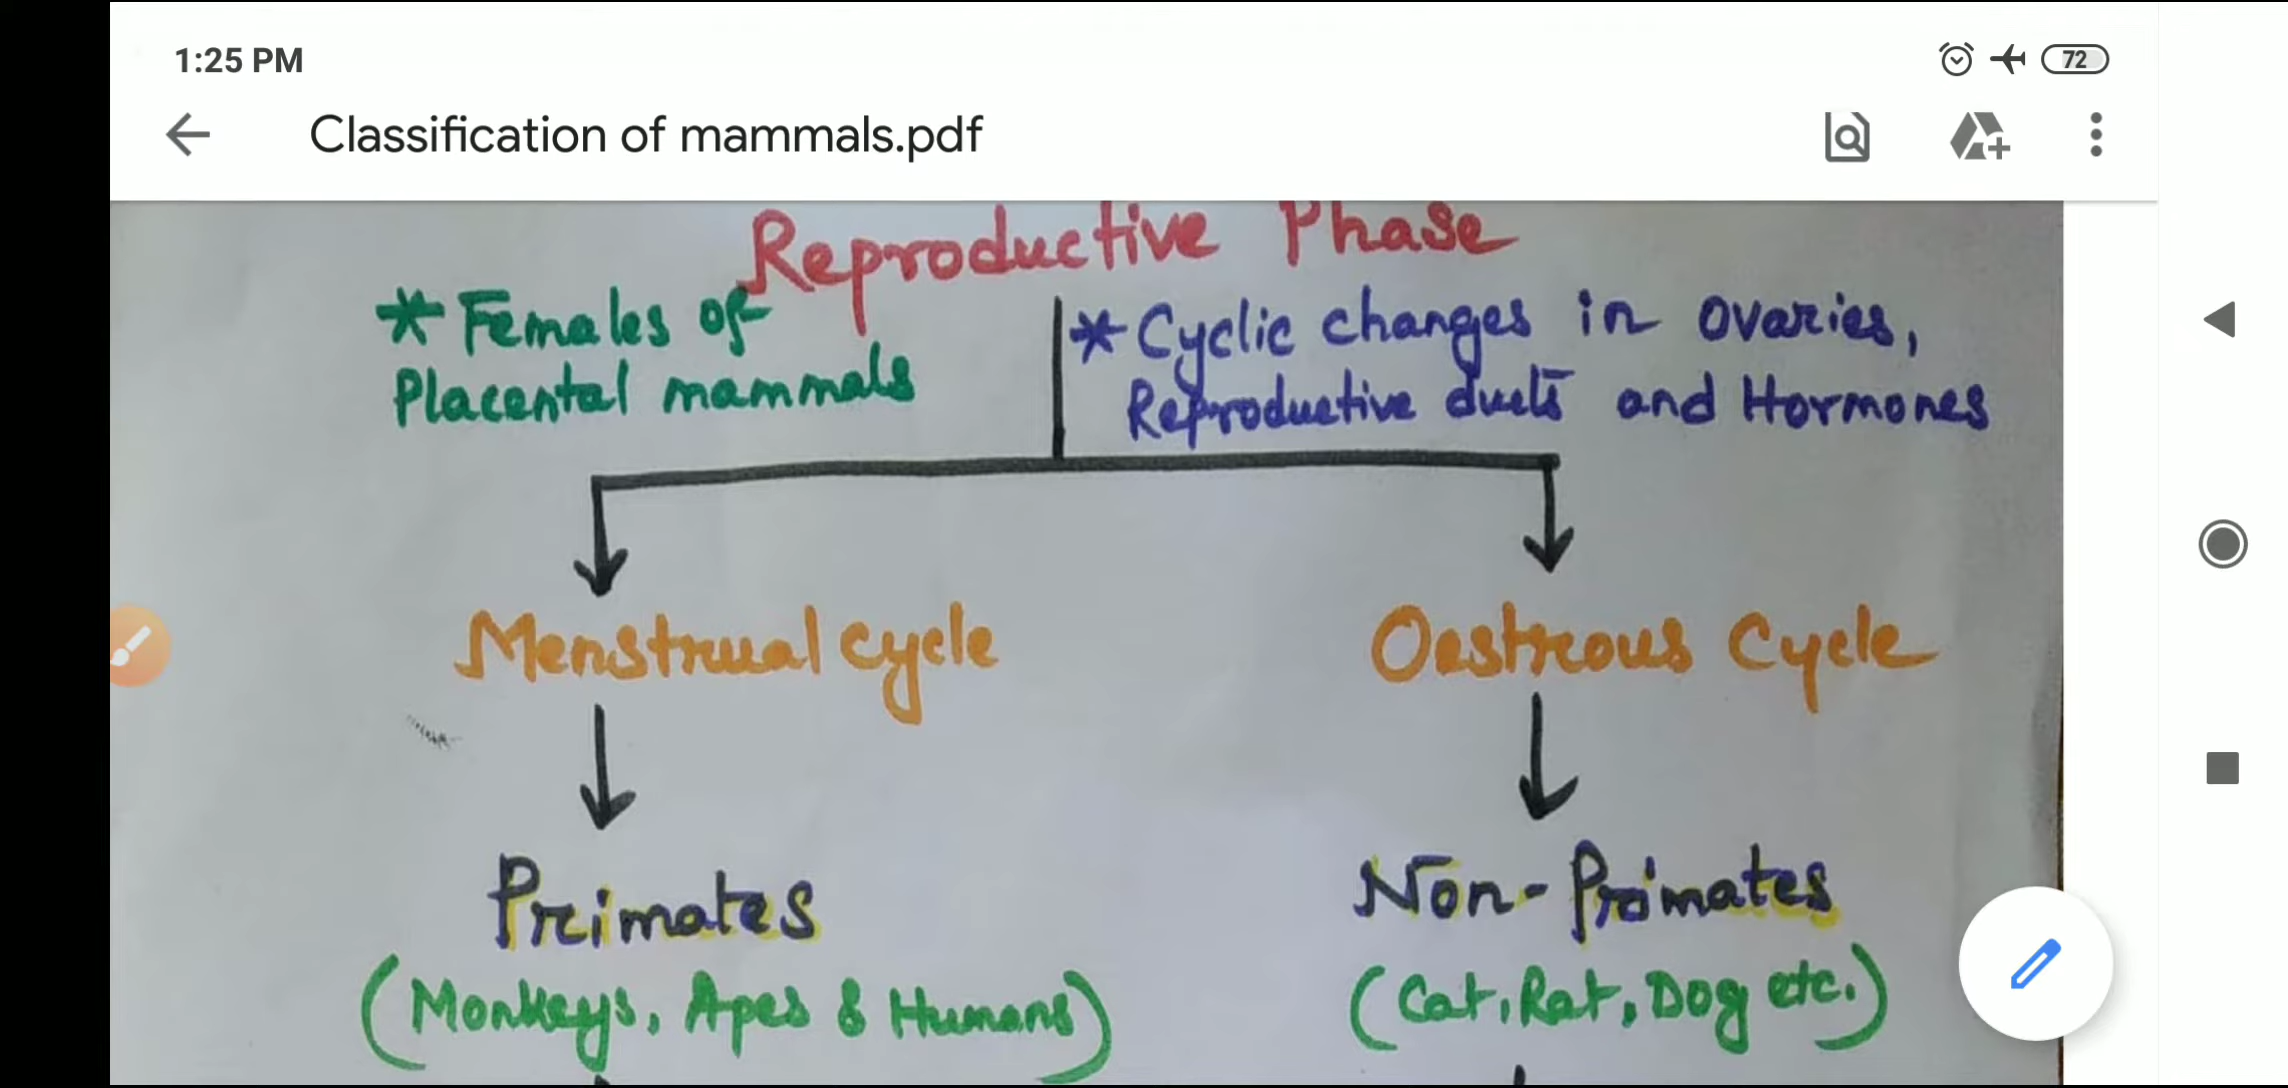 1:25 PM
72
Classification of mammals.pdf
Reproductive Phase
* Females of
Placental mammals
* Cyclic changes in ovaries,
Reproductive ducts and Hormones
Menstrual cycle
Oestrous Cycle
Primates
Non-Primates
(Monkeys, Apes & Humans)
(Cat, Rat, Dog etc.)